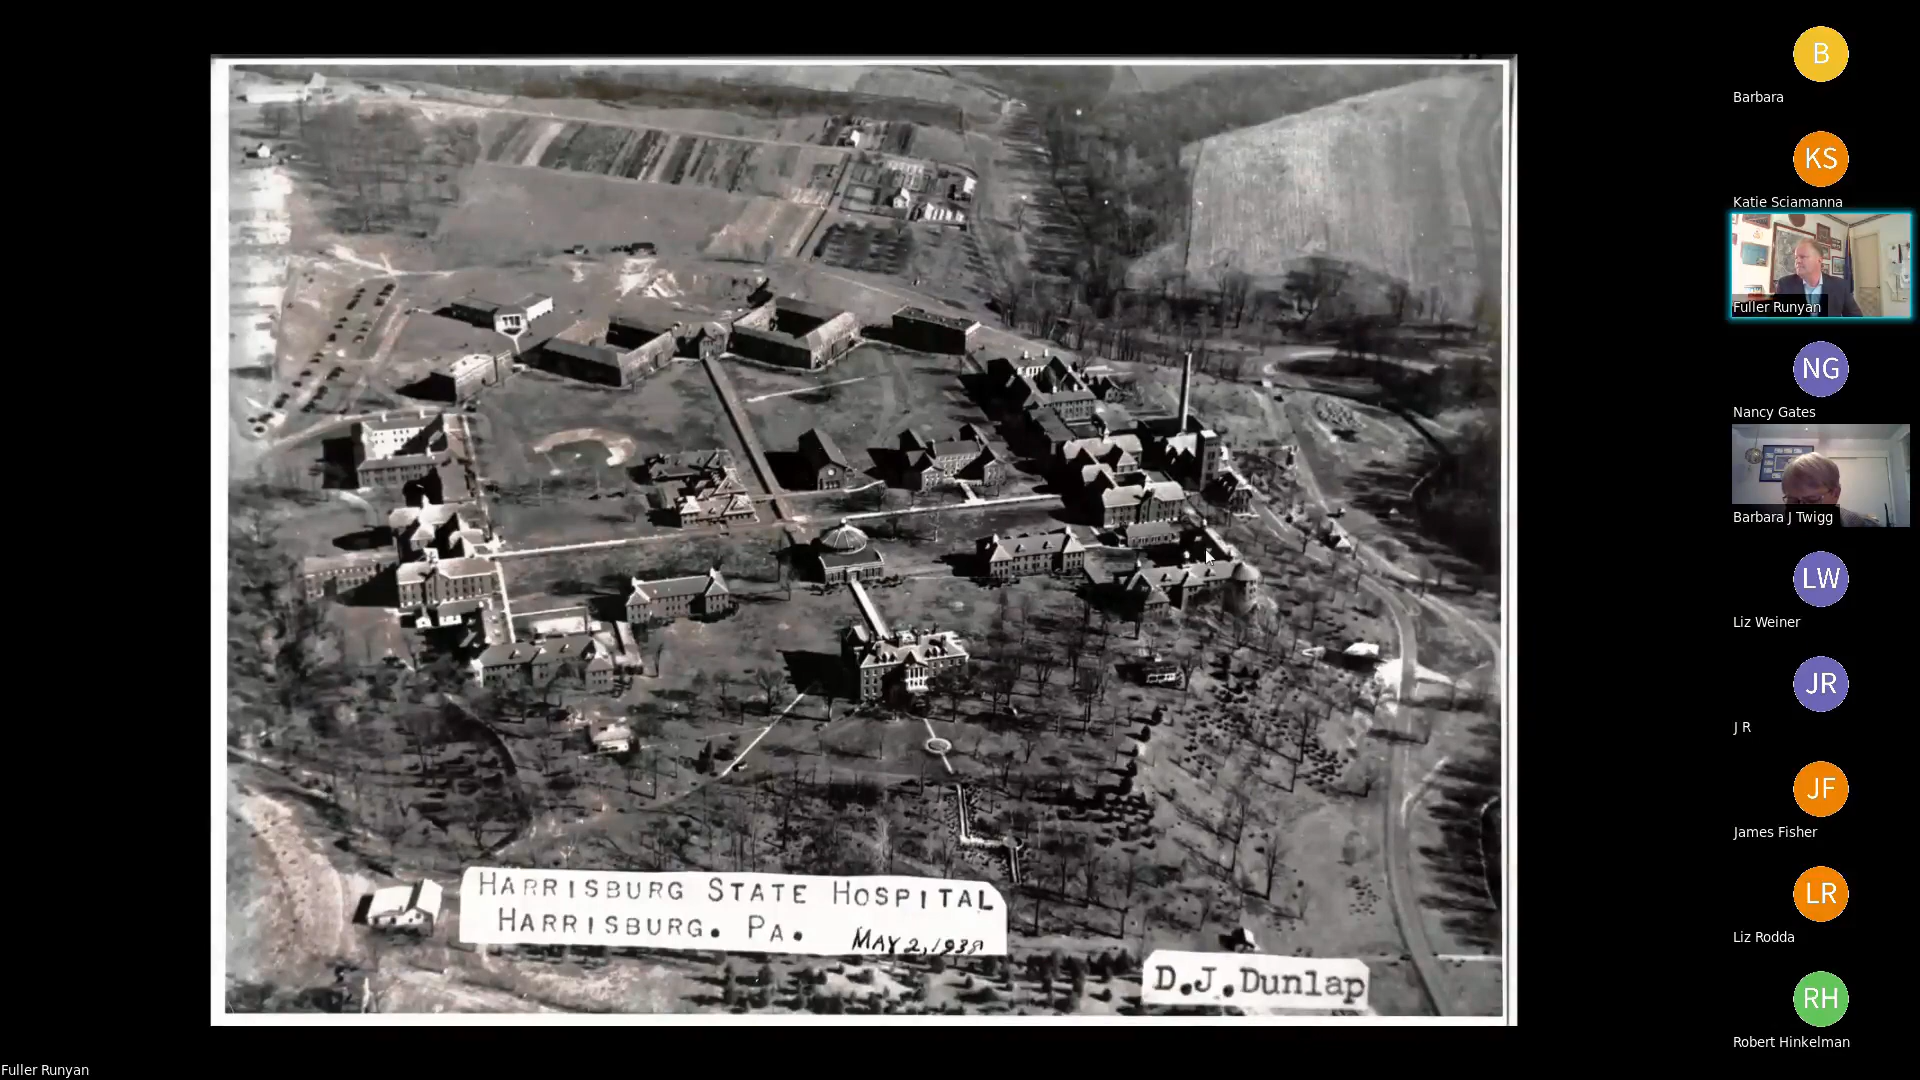 HARRISBURG STATE HOSPITAL
HARRISBURG. PA.
MAY 2, 1938
D.J.Dunlap
B
Barbara
KS
Katie Sciamanna
Fuller Runyan
NG
Nancy Gates
Barbara J Twigg
LW
Liz Weiner
JR
J R
JF
James Fisher
LR
Liz Rodda
RH
Robert Hinkelman
Fuller Runyan